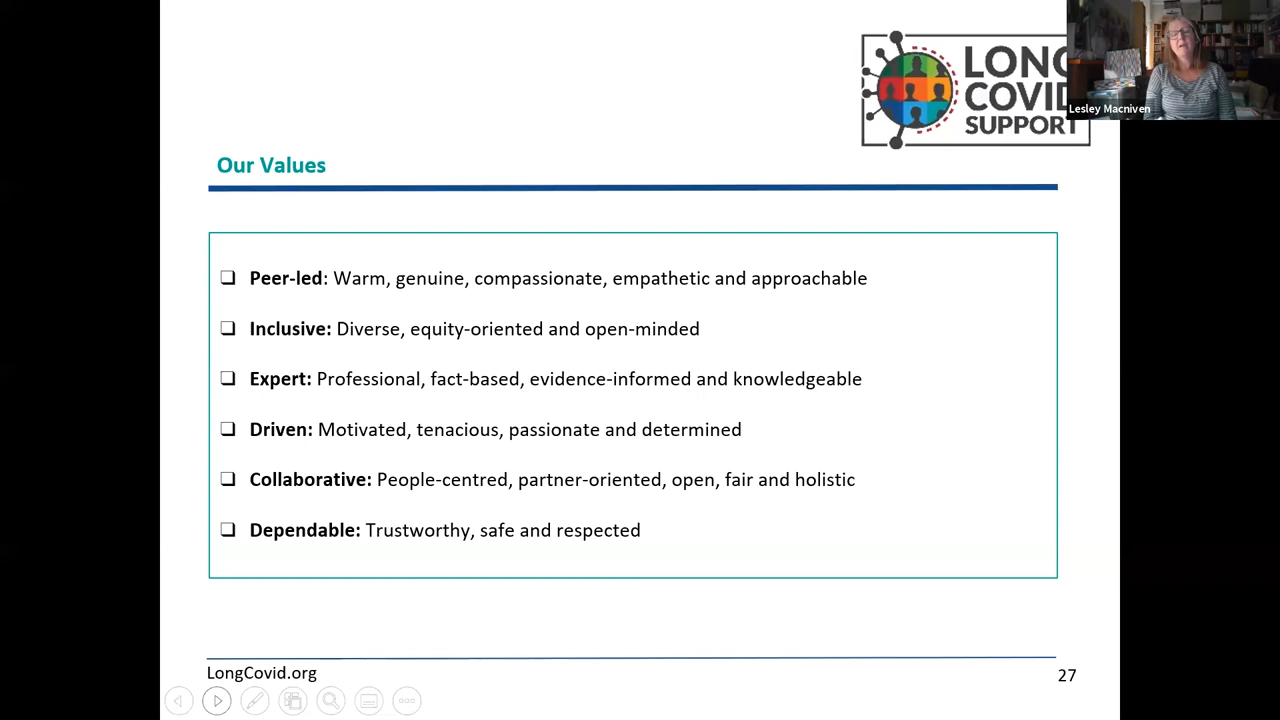 LONG
COVID
SUPPORT
Lesley Macniven
Our Values
Peer-led: Warm, genuine, compassionate, empathetic and approachable
Inclusive: Diverse, equity-oriented and open-minded
Expert: Professional, fact-based, evidence-informed and knowledgeable
Driven: Motivated, tenacious, passionate and determined
Collaborative: People-centred, partner-oriented, open, fair and holistic
Dependable: Trustworthy, safe and respected
LongCovid.org
27